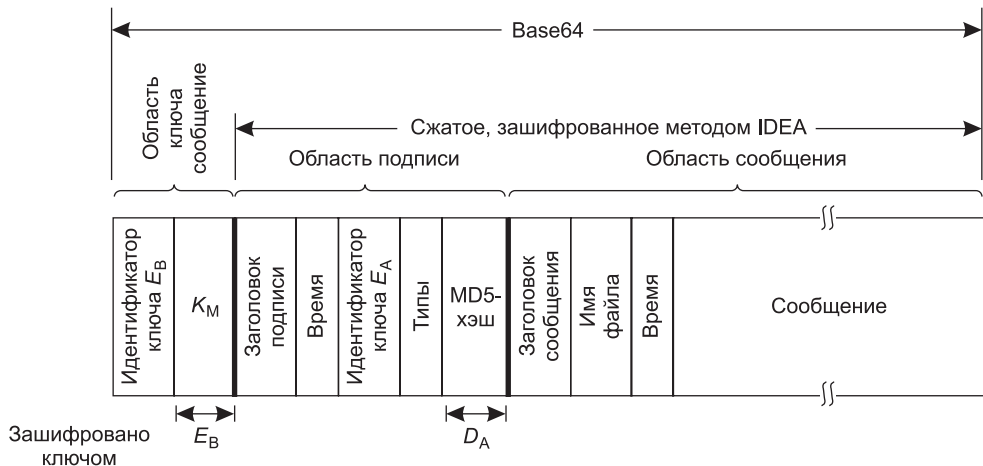 Base64
Область
ключа
сообщение
Сжатое, зашифрованное методом IDEA
Область подписи
Область сообщения
Идентификатор
ключа E_B
K_M
Заголовок
подписи
Время
Идентификатор
ключа E_A
Типы
MD5-
хэш
Заголовок
сообщения
Имя
файла
Время
Сообщение
Зашифровано
ключом
E_B
D_A